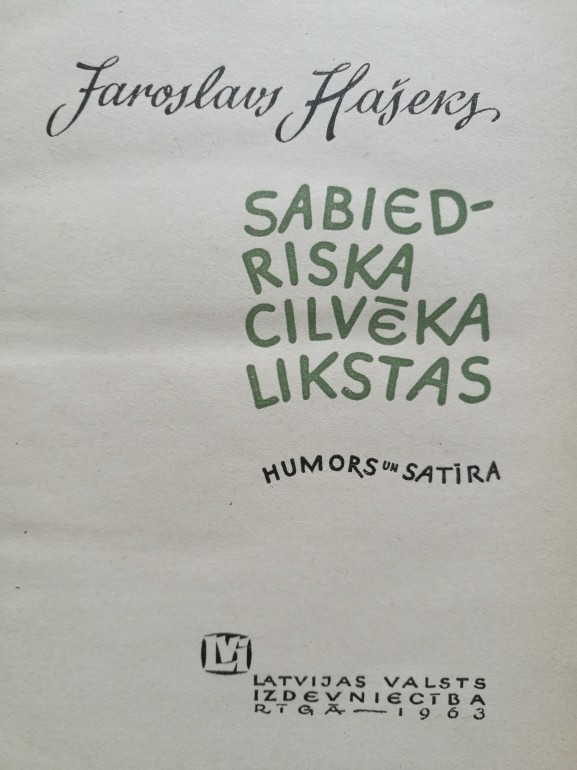 Jaroslavs Hašeks
SABIED-
RISKA
CILVĒKA
LIKSTAS
HUMORS UN SATĪRA
LVI
LATVIJAS VALSTS
IZDEVNIECĪBA
RĪGĀ — 1963